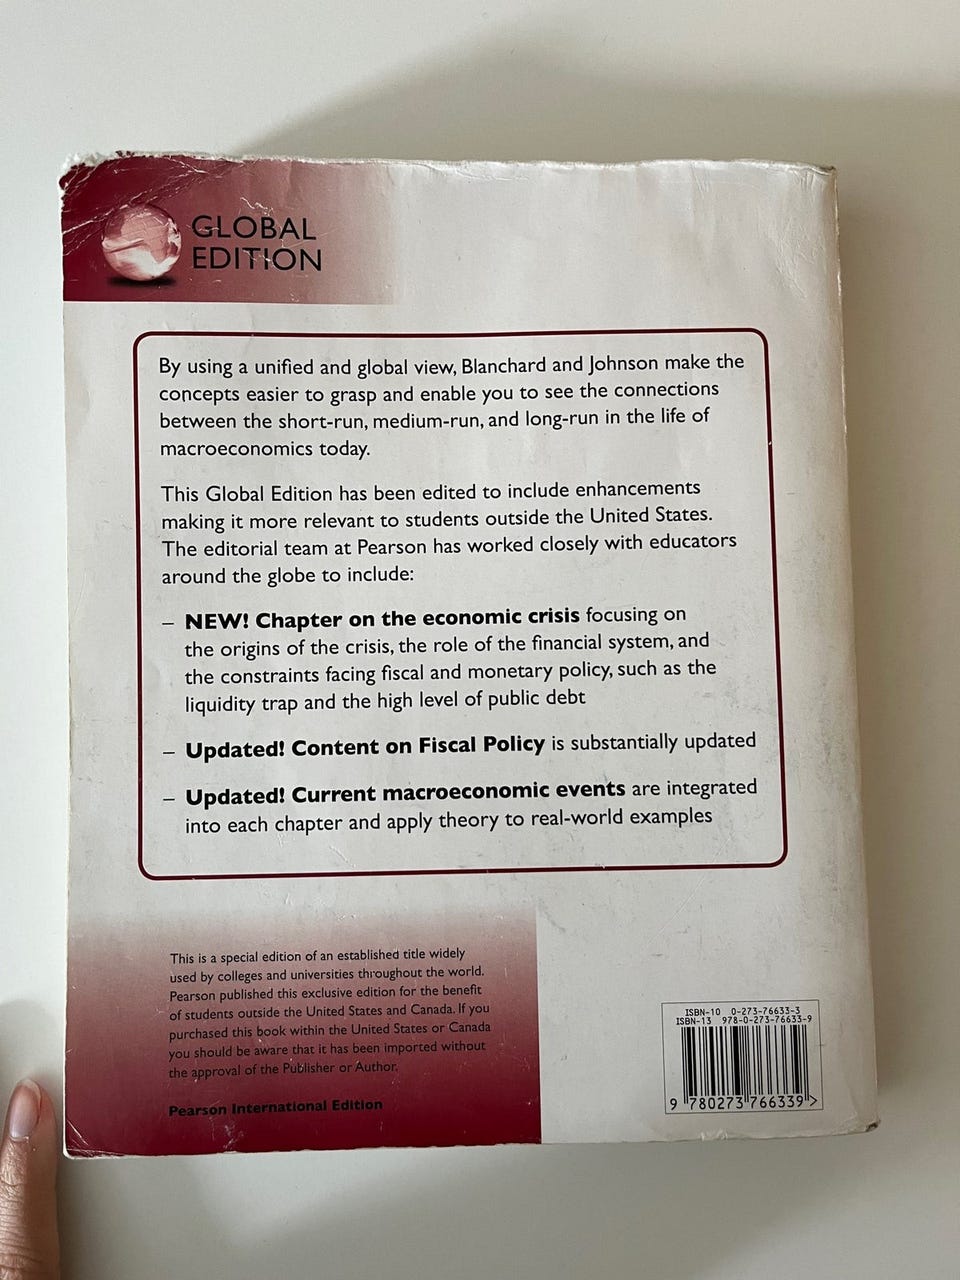 GLOBAL
EDITION
By using a unified and global view, Blanchard and Johnson make the
concepts easier to grasp and enable you to see the connections
between the short-run, medium-run, and long-run in the life of
macroeconomics today.
This Global Edition has been edited to include enhancements
making it more relevant to students outside the United States.
The editorial team at Pearson has worked closely with educators
around the globe to include:
– NEW! Chapter on the economic crisis focusing on
the origins of the crisis, the role of the financial system, and
the constraints facing fiscal and monetary policy, such as the
liquidity trap and the high level of public debt
– Updated! Content on Fiscal Policy is substantially updated
– Updated! Current macroeconomic events are integrated
into each chapter and apply theory to real-world examples
This is a special edition of an established title widely
used by colleges and universities throughout the world.
Pearson published this exclusive edition for the benefit
of students outside the United States and Canada. If you
purchased this book within the United States or Canada
you should be aware that it has been imported without
the approval of the Publisher or Author.
Pearson International Edition
ISBN-10 0-273-76633-3
ISBN-13 978-0-273-76633-9
9 780273 766339 >